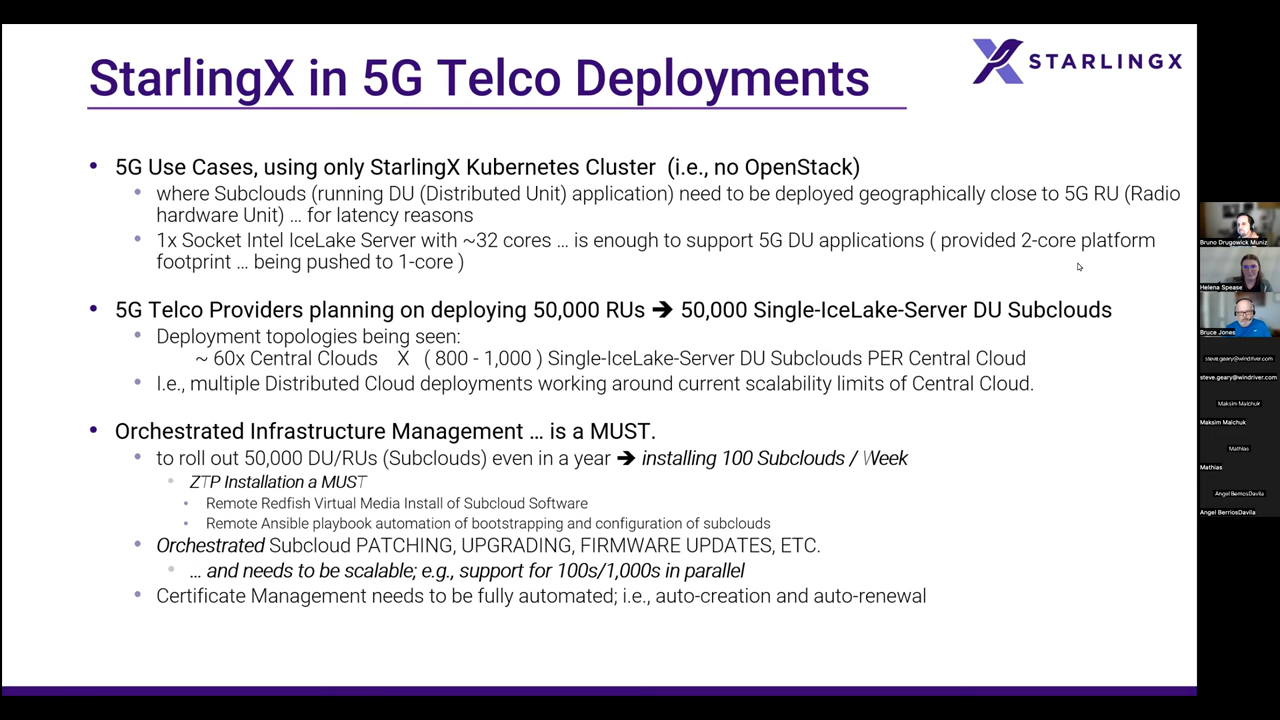 StarlingX in 5G Telco Deployments
STARLINGX
• 5G Use Cases, using only StarlingX Kubernetes Cluster (i.e., no OpenStack)
• where Subclouds (running DU (Distributed Unit) application) need to be deployed geographically close to 5G RU (Radio
hardware Unit) … for latency reasons
• 1x Socket Intel IceLake Server with ~32 cores … is enough to support 5G DU applications ( provided 2-core platform
footprint … being pushed to 1-core )
• 5G Telco Providers planning on deploying 50,000 RUs ➔ 50,000 Single-IceLake-Server DU Subclouds
• Deployment topologies being seen:
~ 60x Central Clouds X ( 800 - 1,000 ) Single-IceLake-Server DU Subclouds PER Central Cloud
• I.e., multiple Distributed Cloud deployments working around current scalability limits of Central Cloud.
• Orchestrated Infrastructure Management … is a MUST.
• to roll out 50,000 DU/RUs (Subclouds) even in a year ➔ installing 100 Subclouds / Week
• ZTP Installation a MUST
• Remote Redfish Virtual Media Install of Subcloud Software
• Remote Ansible playbook automation of bootstrapping and configuration of subclouds
• Orchestrated Subcloud PATCHING, UPGRADING, FIRMWARE UPDATES, ETC.
• … and needs to be scalable; e.g., support for 100s/1,000s in parallel
• Certificate Management needs to be fully automated; i.e., auto-creation and auto-renewal
Bruno Drugowick Muniz
Helena Spease
Bruce Jones
steve.geary@windriver.com
steve.geary@windriver.com
Maksim Malchuk
Maksim Malchuk
Mathias
Mathias
Angel BerriosDavila
Angel BerriosDavila